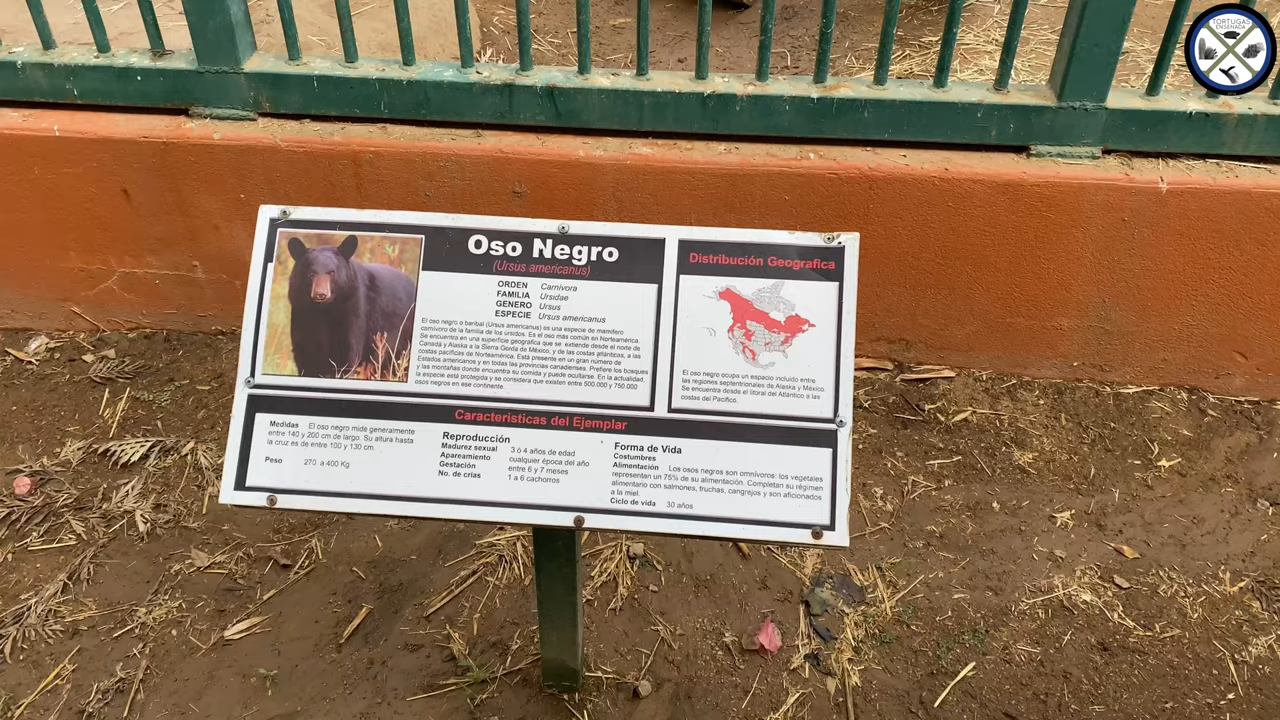 TORTUGAS
ENSENADA
Oso Negro
(Ursus americanus)
ORDEN Carnívora
FAMILIA Ursidae
GENERO Ursus
ESPECIE Ursus americanus
El oso negro o baribal (Ursus americanus) es una especie de mamífero
carnívoro de la familia de los úrsidos. Es el oso más común en Norteamérica.
Se encuentra en una superficie geográfica que se extiende desde el norte de
Canadá y Alaska a la Sierra Gorda de México, y de las costas atlánticas, a las
costas pacíficas de Norteamérica. Está presente en un gran número de
Estados americanos y en todas las provincias canadienses. Prefiere los bosques
y las montañas donde encuentra su comida y puede ocultarse. En la actualidad,
la especie está protegida y se considera que existen entre 500.000 y 750 000
osos negros en ese continente.
Distribución Geografica
El oso negro ocupa un espacio incluido entre
las regiones septentrionales de Alaska y México.
Se encuentra desde el litoral del Atlántico a las
costas del Pacífico.
Características del Ejemplar
Medidas El oso negro mide generalmente
entre 140 y 200 cm de largo. Su altura hasta
la cruz es de entre 100 y 130 cm.
Peso 270 a 400 Kg
Reproducción
Madurez sexual 3 ó 4 años de edad
Apareamiento cualquier época del año
Gestación entre 6 y 7 meses
No. de crias 1 a 6 cachorros
Forma de Vida
Costumbres
Alimentación Los osos negros son omnívoros: los vegetales
representan un 75% de su alimentación. Completan su régimen
alimentario con salmones, truchas, cangrejos y son aficionados
a la miel.
Ciclo de vida 30 años